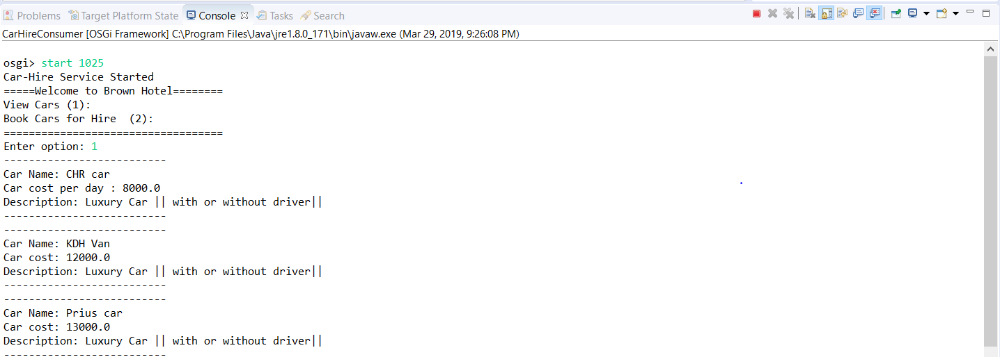 Problems Target Platform State Console Tasks Search
CarHireConsumer [OSGi Framework] C:\Program Files\Java\jre1.8.0_171\bin\javaw.exe (Mar 29, 2019, 9:26:08 PM)
osgi> start 1025
Car-Hire Service Started
=====Welcome to Brown Hotel========
View Cars (1):
Book Cars for Hire  (2):
===================================
Enter option: 1
--------------------------
Car Name: CHR car
Car cost per day : 8000.0
Description: Luxury Car || with or without driver||
--------------------------
--------------------------
Car Name: KDH Van
Car cost: 12000.0
Description: Luxury Car || with or without driver||
--------------------------
--------------------------
Car Name: Prius car
Car cost: 13000.0
Description: Luxury Car || with or without driver||
--------------------------